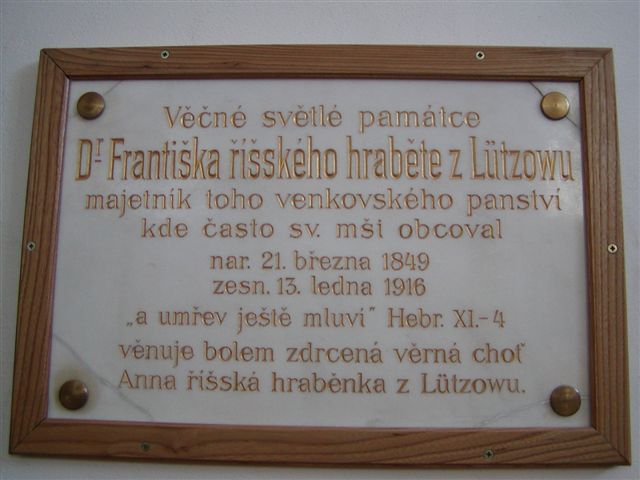 Věčné světlé památce
Dr. Františka říšského hraběte z Lützowu
majetník toho venkovského panství
kde často sv. mši obcoval
nar. 21. března 1849
zesn. 13. ledna 1916
„a umřev ještě mluví" Hebr. XI.-4
věnuje bolem zdrcená věrná choť
Anna říšská hraběnka z Lützowu.